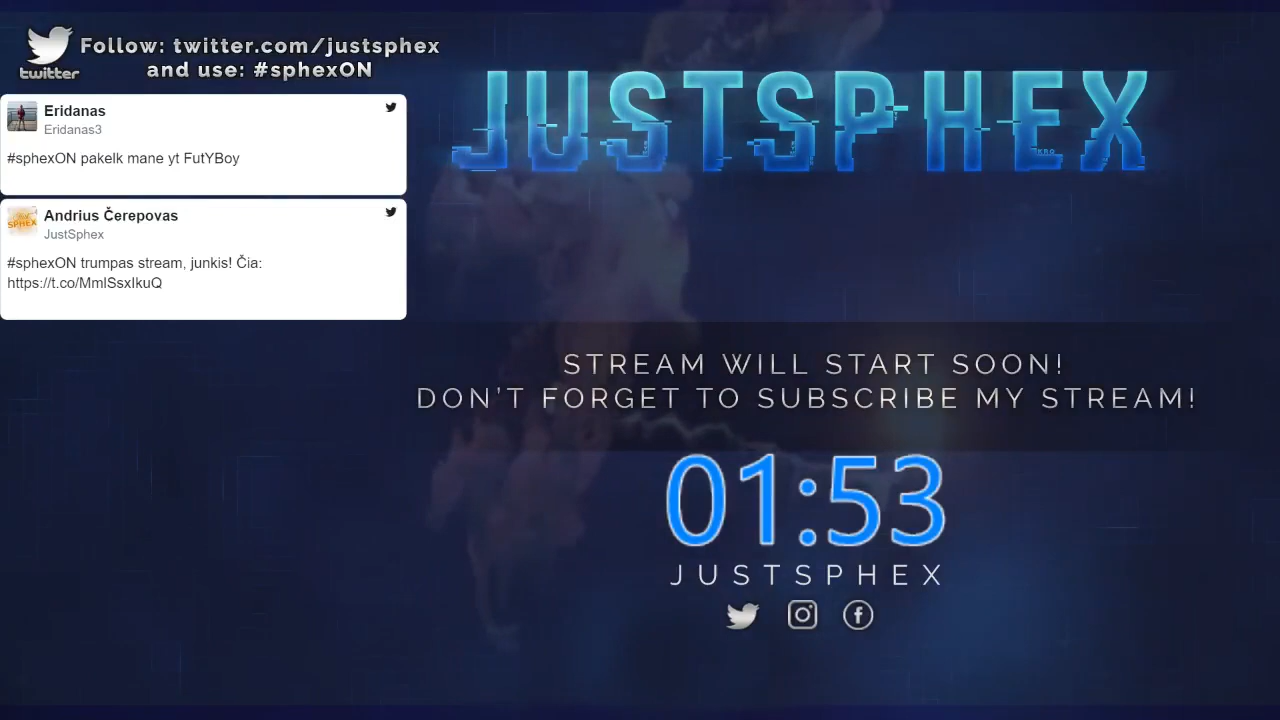 Follow: twitter.com/justsphex
and use: #sphexON
twitter
Eridanas
Eridanas3
#sphexON pakelk mane yt FutYBoy
Andrius Čerepovas
JustSphex
#sphexON trumpas stream, junkis! Čia:
https://t.co/MmlSsxIkuQ
JUSTSPHEX
STREAM WILL START SOON!
DON'T FORGET TO SUBSCRIBE MY STREAM!
01:53
JUSTSPHEX